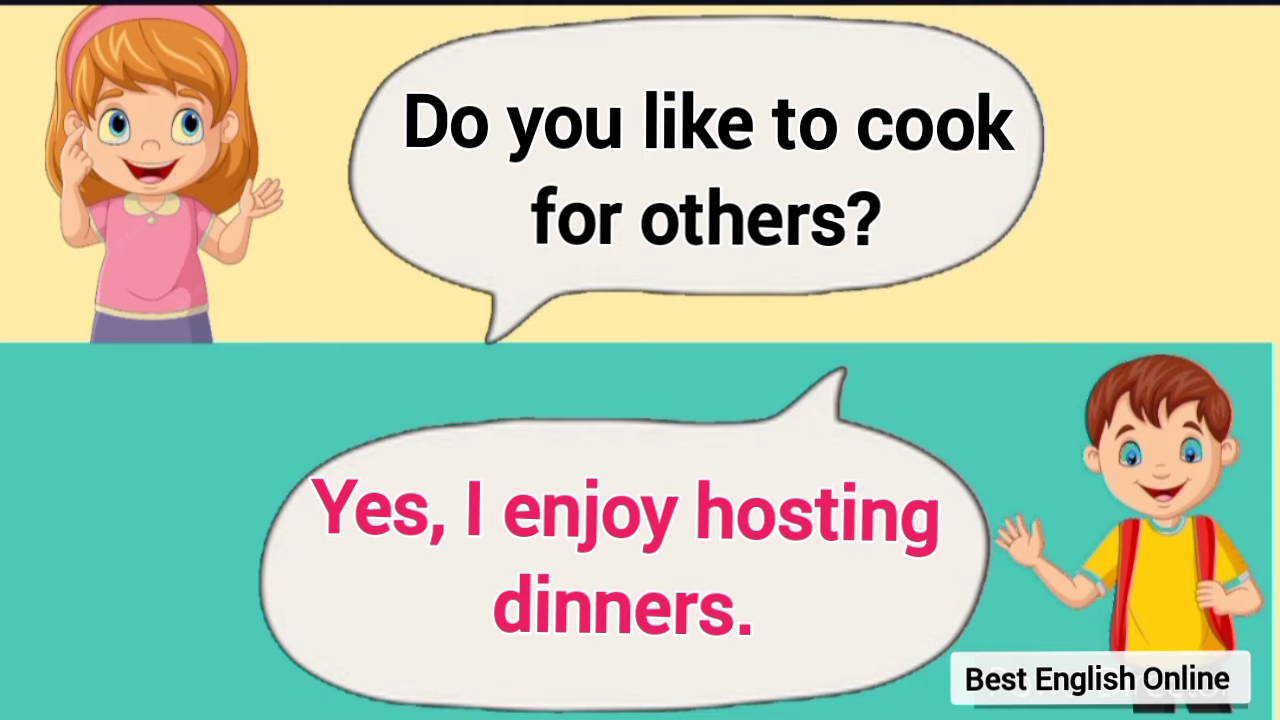 Do you like to cook
for others?
Yes, I enjoy hosting
dinners.
Best English Online